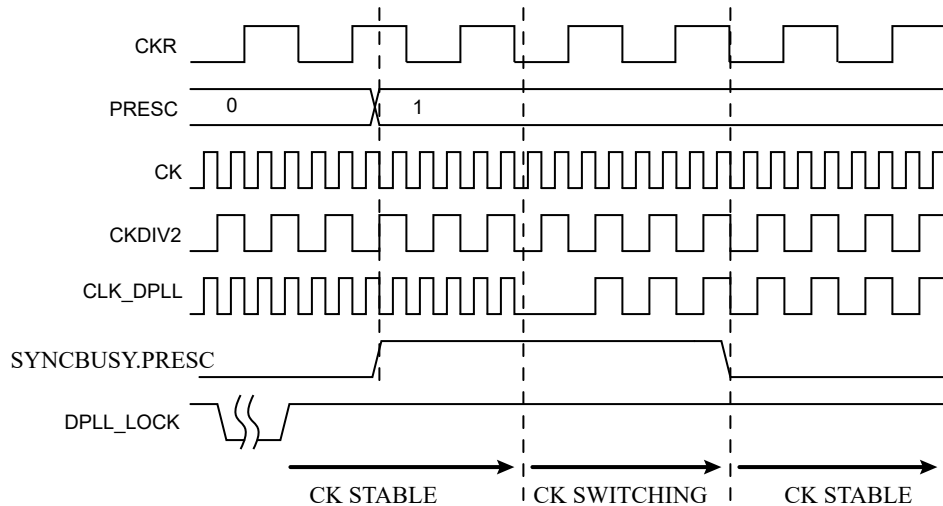 CKR
PRESC 0 1
CK
CKDIV2
CLK_DPLL
SYNCBUSY.PRESC
DPLL_LOCK
CK STABLE CK SWITCHING CK STABLE